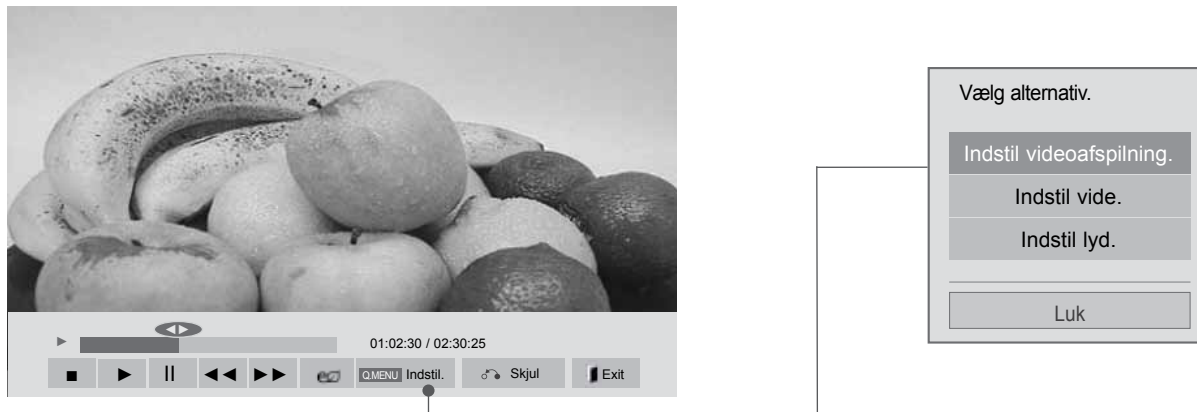 01:02:30 / 02:30:25
Q.MENU Indstil.
Skjul
Exit
Vælg alternativ.
Indstil videoafspilning.
Indstil vide.
Indstil lyd.
Luk